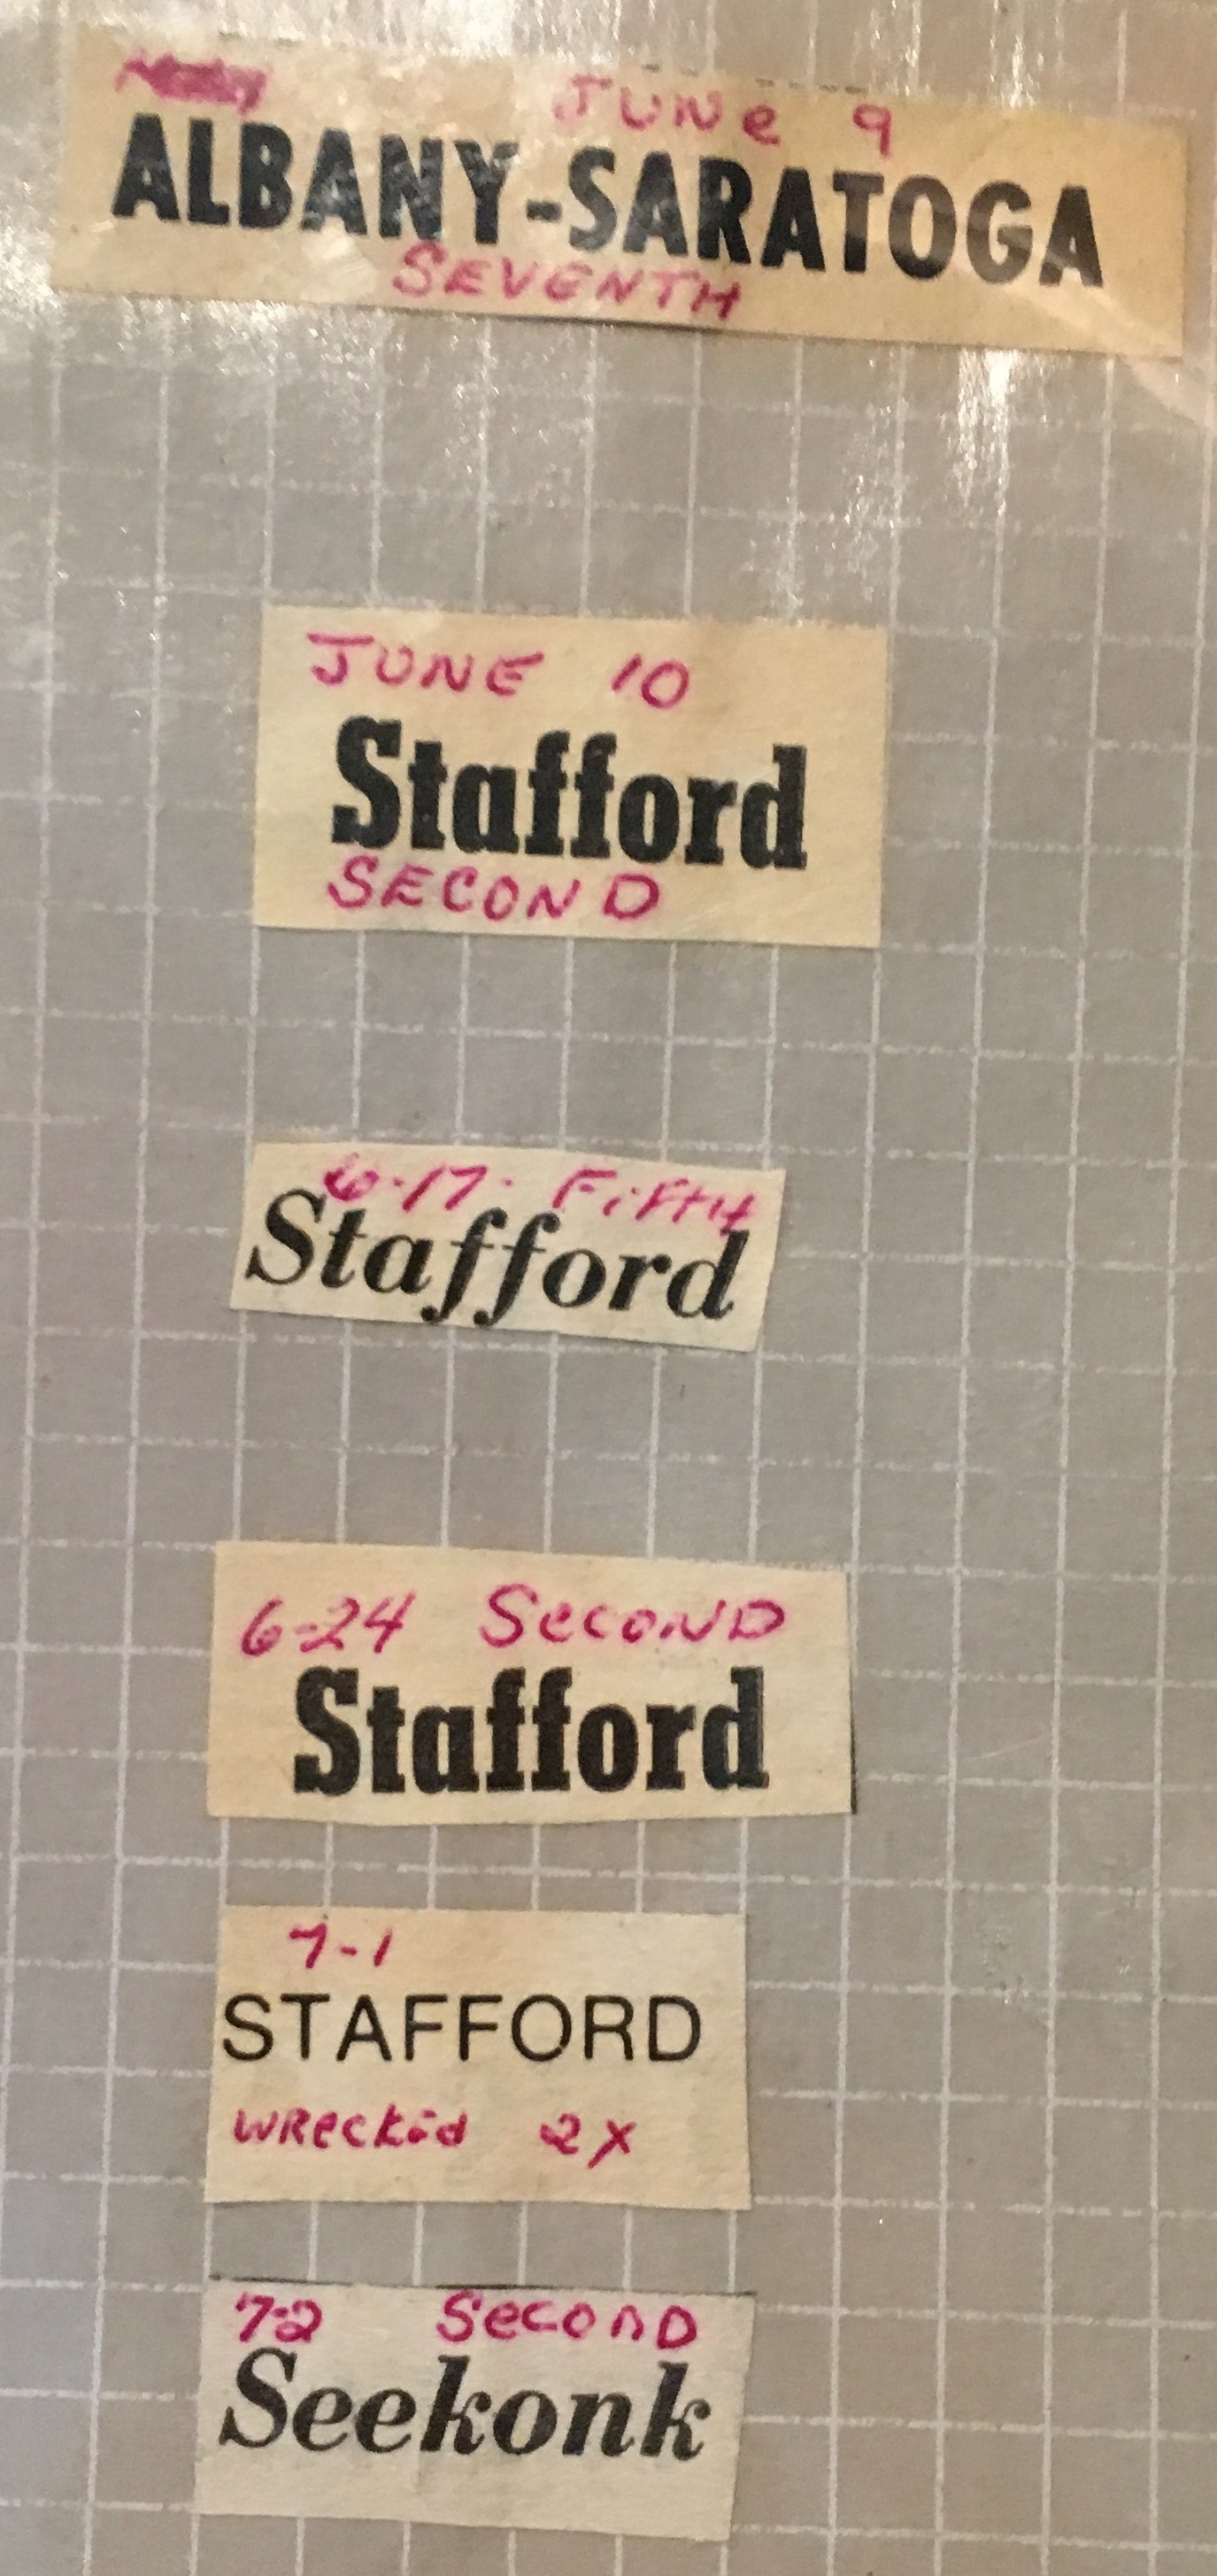 JUNe 9
ALBANY-SARATOGA
SEVENTH
JUNE 10
Stafford
SECOND
6-17- FiFTH
Stafford
6-24 SecoND
Stafford
7-1
STAFFORD
WRecked 2X
7-2 SeconD
Seekonk